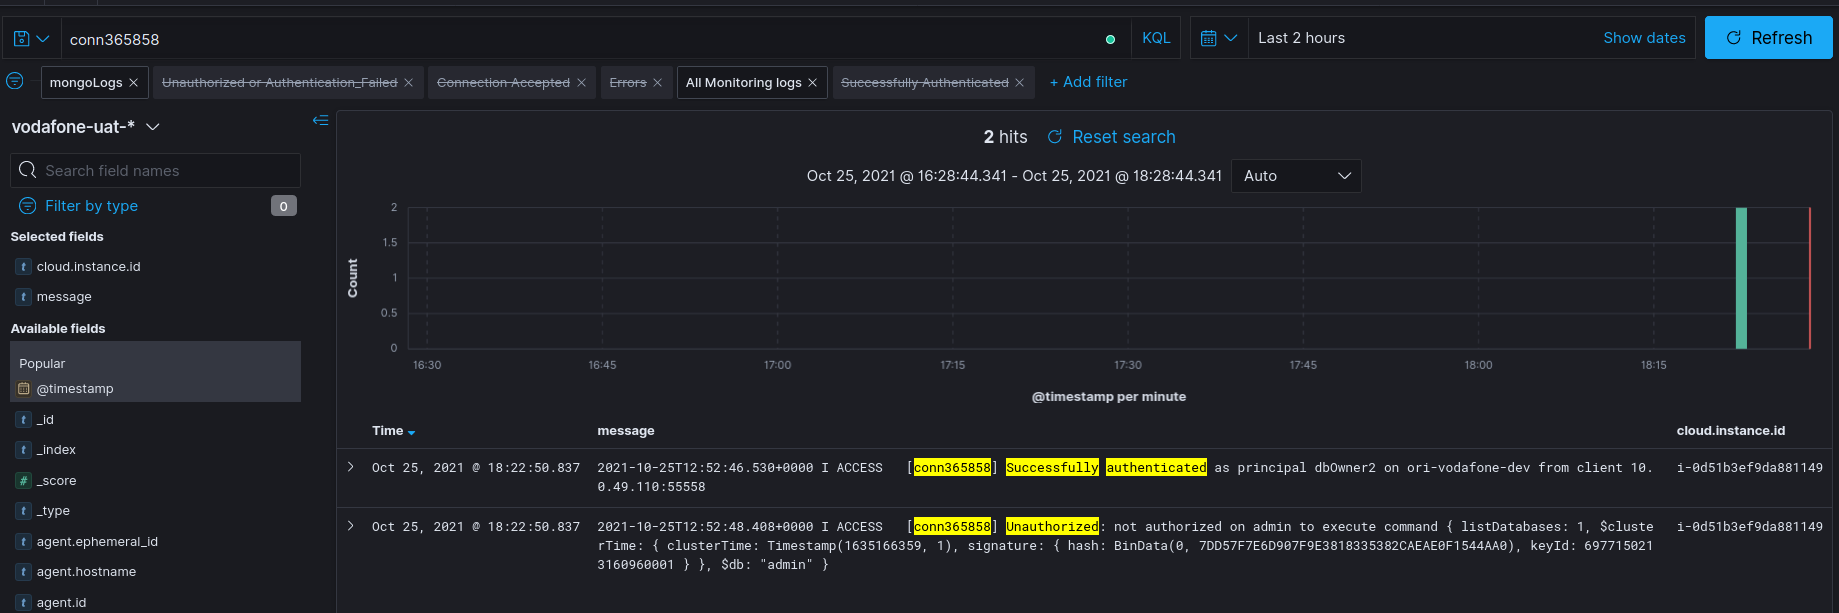 conn365858
KQL
Last 2 hours
Show dates
Refresh
mongoLogs ×
Unauthorized or Authentication_Failed ×
Connection Accepted ×
Errors ×
All Monitoring logs ×
Successfully Authenticated ×
+ Add filter
vodafone-uat-*
Search field names
Filter by type
0
Selected fields
t cloud.instance.id
t message
Available fields
Popular
@timestamp
t _id
t _index
# _score
t _type
t agent.ephemeral_id
t agent.hostname
t agent.id
2 hits
Reset search
Oct 25, 2021 @ 16:28:44.341 - Oct 25, 2021 @ 18:28:44.341
Auto
Count
2
1.5
1
0.5
0
16:30 16:45 17:00 17:15 17:30 17:45 18:00 18:15
@timestamp per minute
Time message cloud.instance.id
Oct 25, 2021 @ 18:22:50.837 2021-10-25T12:52:46.530+0000 I ACCESS [conn365858] Successfully authenticated as principal dbOwner2 on ori-vodafone-dev from client 10. i-0d51b3ef9da881149
0.49.110:55558
Oct 25, 2021 @ 18:22:50.837 2021-10-25T12:52:48.408+0000 I ACCESS [conn365858] Unauthorized: not authorized on admin to execute command { listDatabases: 1, $cluste i-0d51b3ef9da881149
rTime: { clusterTime: Timestamp(1635166359, 1), signature: { hash: BinData(0, 7DD57F7E6D907F9E3818335382CAEAE0F1544AA0), keyId: 697715021
3160960001 } }, $db: "admin" }